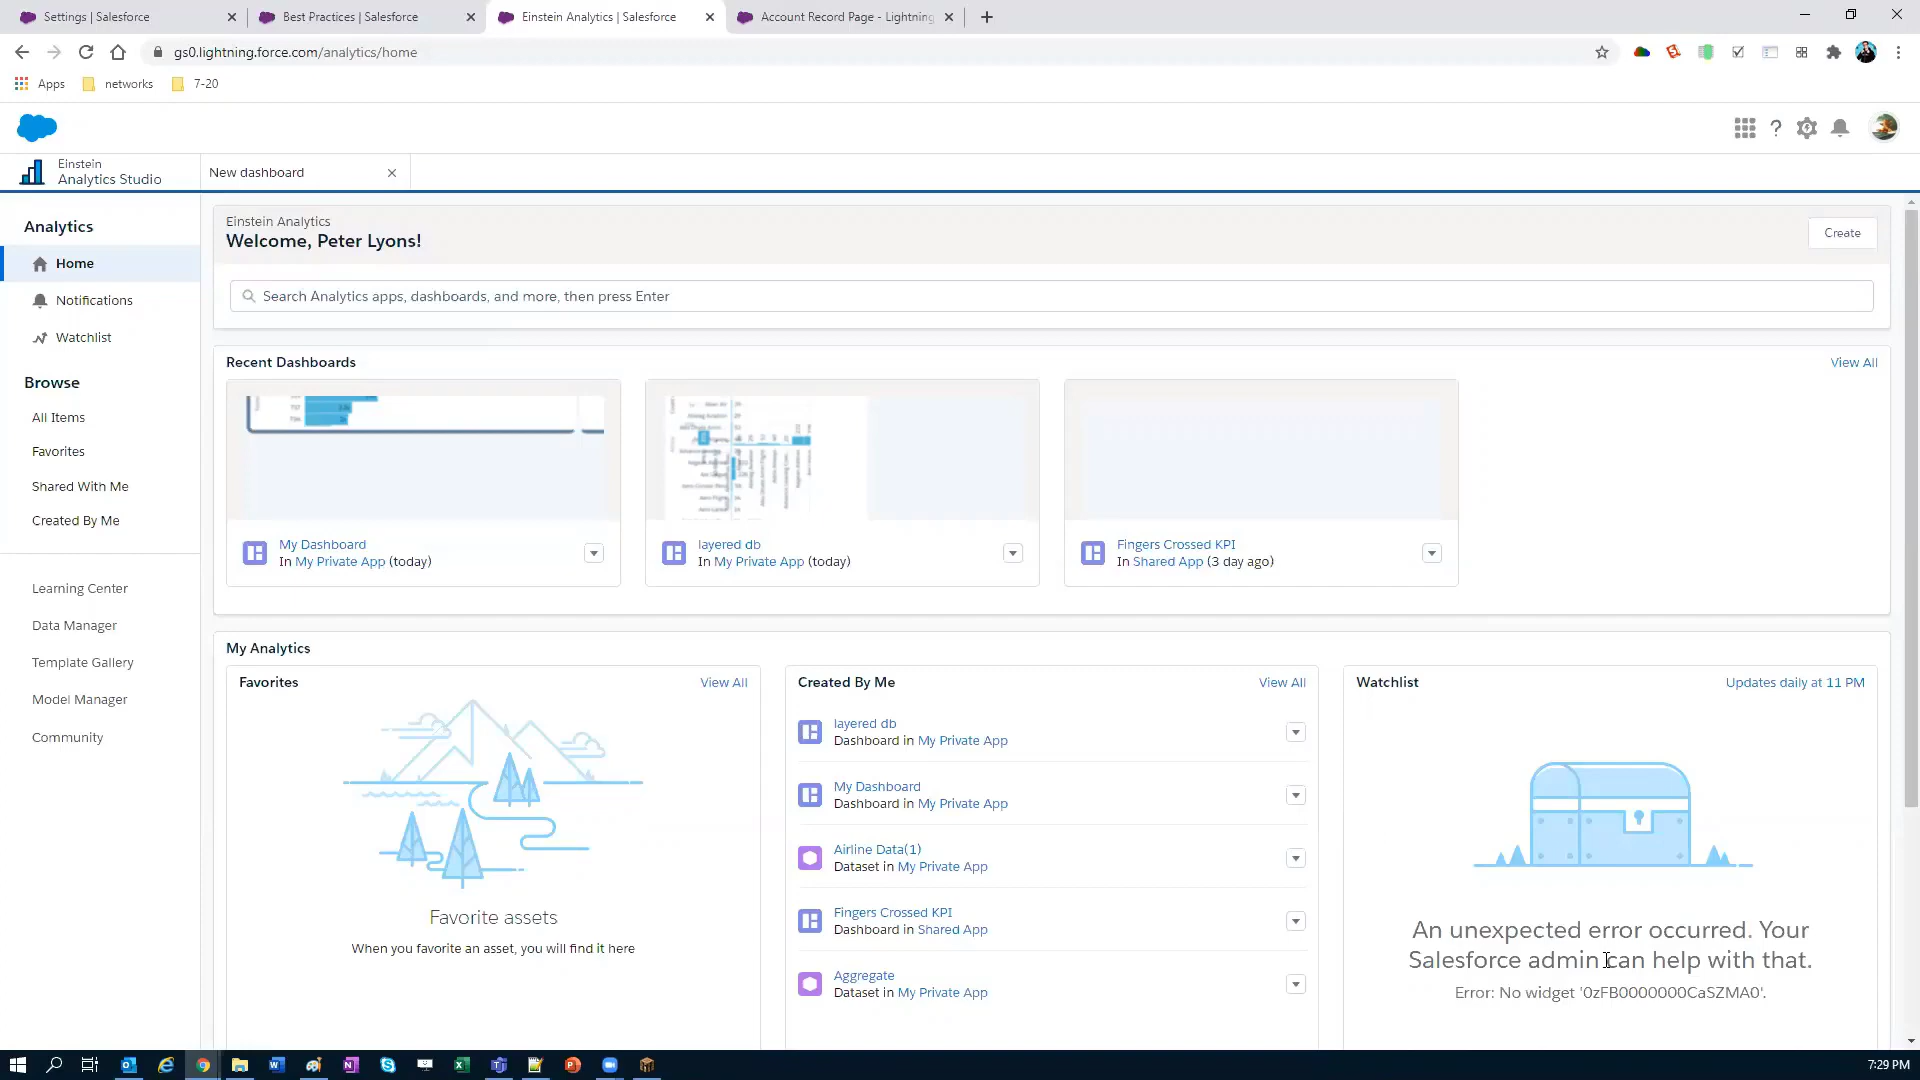 Settings | Salesforce
Best Practices | Salesforce
Einstein Analytics | Salesforce
Account Record Page - Lightning
gs0.lightning.force.com/analytics/home
Apps
networks
7-20
Einstein
Analytics Studio
New dashboard
Analytics
Home
Notifications
Watchlist
Browse
All Items
Favorites
Shared With Me
Created By Me
Learning Center
Data Manager
Template Gallery
Model Manager
Community
Einstein Analytics
Welcome, Peter Lyons!
Create
Search Analytics apps, dashboards, and more, then press Enter
Recent Dashboards
View All
My Dashboard
In My Private App (today)
layered db
In My Private App (today)
Fingers Crossed KPI
In Shared App (3 day ago)
My Analytics
Favorites
View All
Favorite assets
When you favorite an asset, you will find it here
Created By Me
View All
layered db
Dashboard in My Private App
My Dashboard
Dashboard in My Private App
Airline Data(1)
Dataset in My Private App
Fingers Crossed KPI
Dashboard in Shared App
Aggregate
Dataset in My Private App
Watchlist
Updates daily at 11 PM
An unexpected error occurred. Your
Salesforce admin can help with that.
Error: No widget '0zFB0000000CaSZMA0'.
7:29 PM